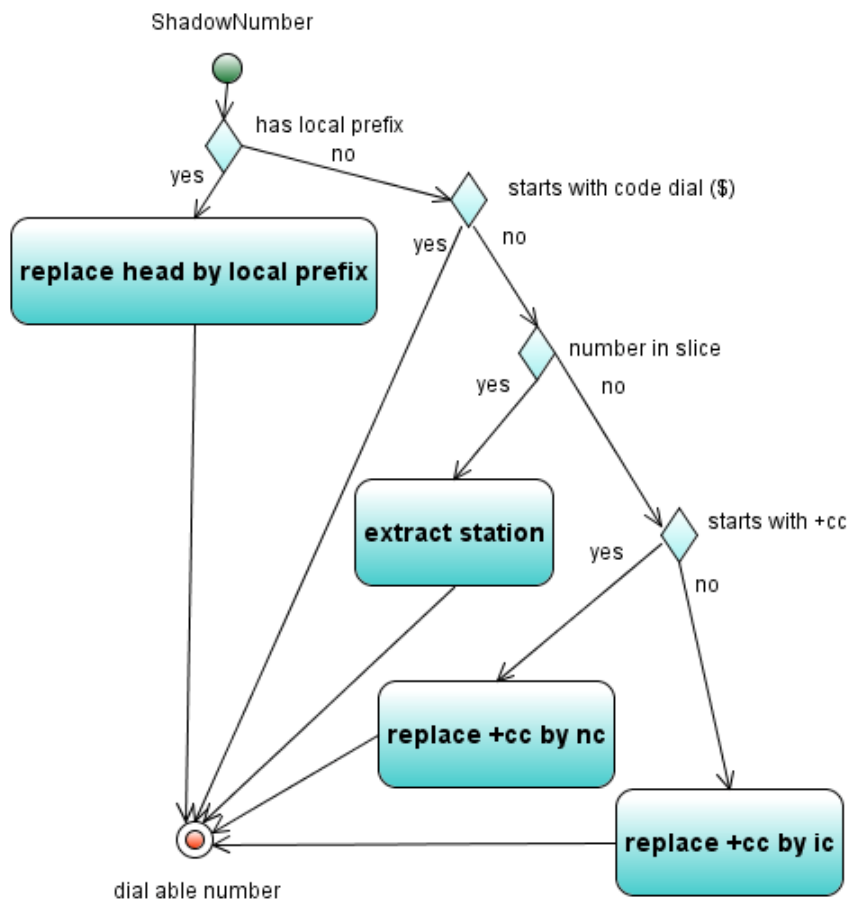 ShadowNumber
has local prefix
no
yes
starts with code dial ($)
replace head by local prefix
yes
no
number in slice
yes
no
extract station
starts with +cc
yes
no
replace +cc by nc
replace +cc by ic
dial able number